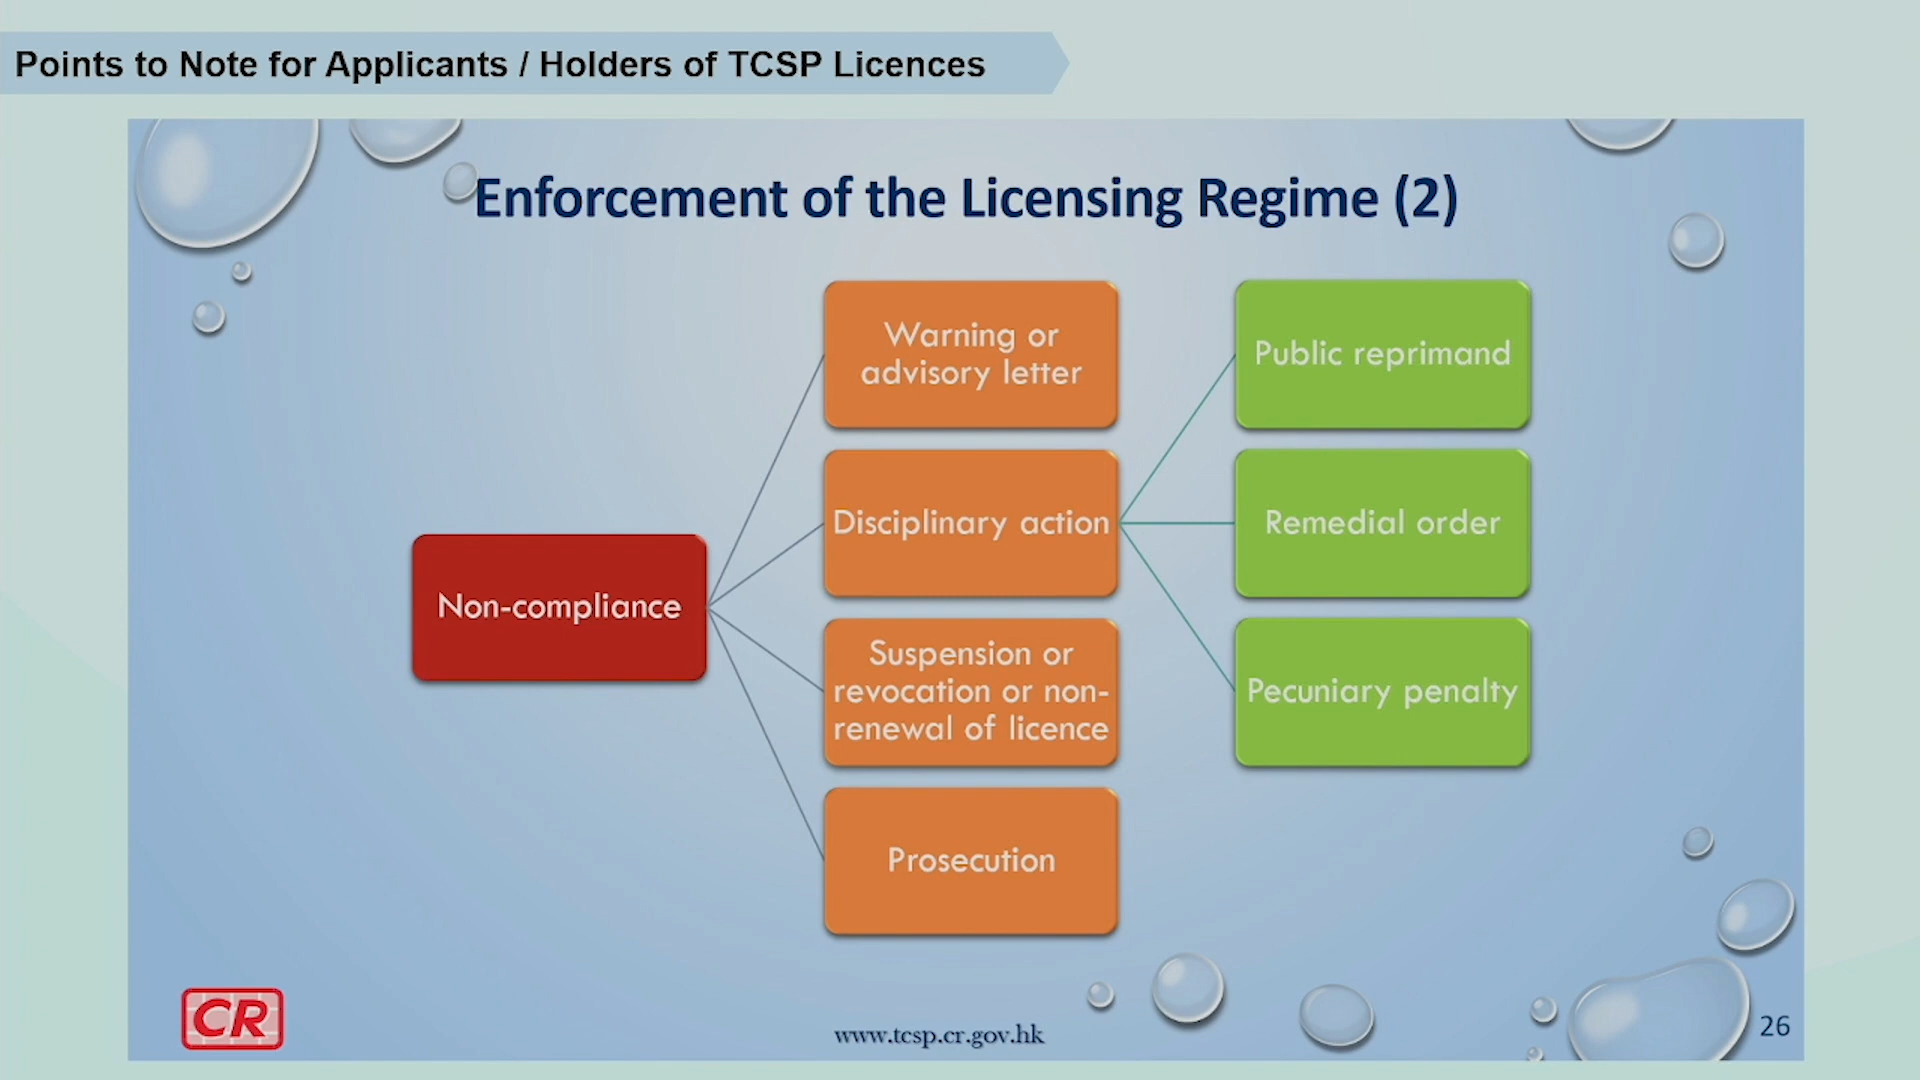 Points to Note for Applicants / Holders of TCSP Licences
Enforcement of the Licensing Regime (2)
Non-compliance
Warning or
advisory letter
Disciplinary action
Suspension or
revocation or non-
renewal of licence
Prosecution
Public reprimand
Remedial order
Pecuniary penalty
CR
www.tcsp.cr.gov.hk
26